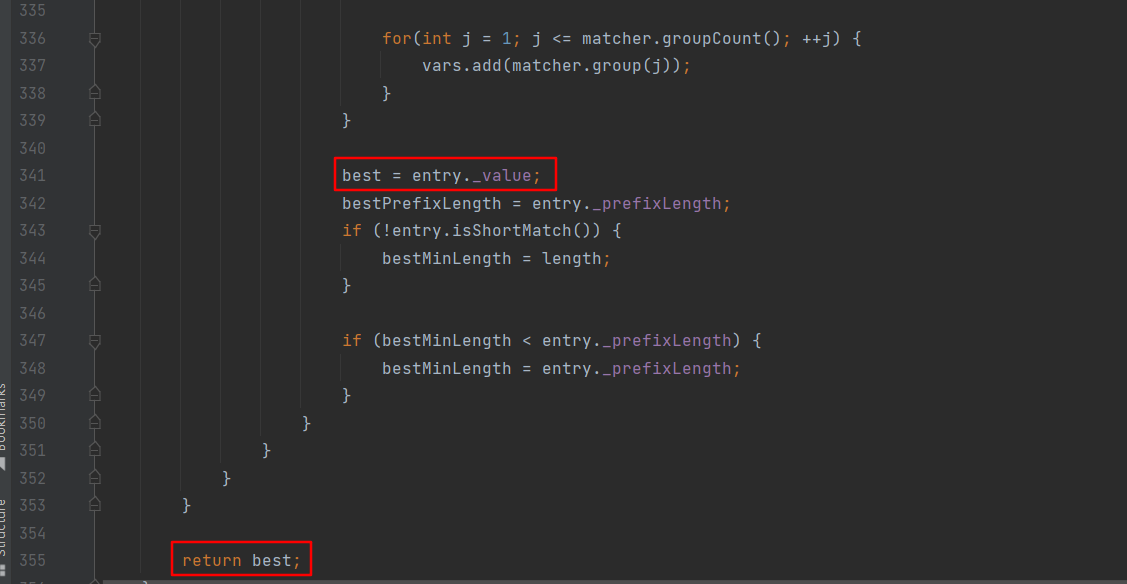 335
336 for(int j = 1; j <= matcher.groupCount(); ++j) {
337 vars.add(matcher.group(j));
338 }
339 }
340
341 best = entry._value;
342 bestPrefixLength = entry._prefixLength;
343 if (!entry.isShortMatch()) {
344 bestMinLength = length;
345 }
346
347 if (bestMinLength < entry._prefixLength) {
348 bestMinLength = entry._prefixLength;
349 }
350 }
351 }
352 }
353 }
354
355 return best;
Bookmarks
Structure